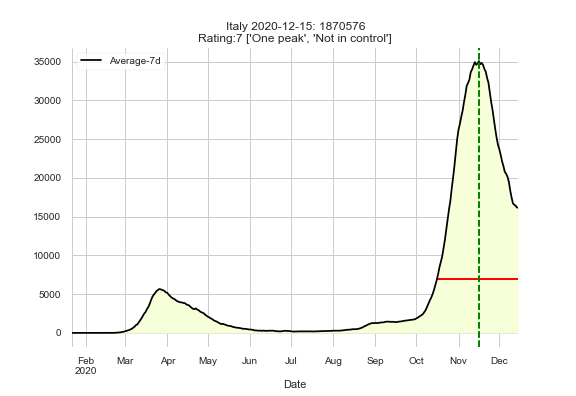 Italy 2020-12-15: 1870576
Rating:7 ['One peak', 'Not in control']
Average-7d
35000
30000
25000
20000
15000
10000
5000
0
Feb Mar Apr May Jun Jul Aug Sep Oct Nov Dec
2020
Date